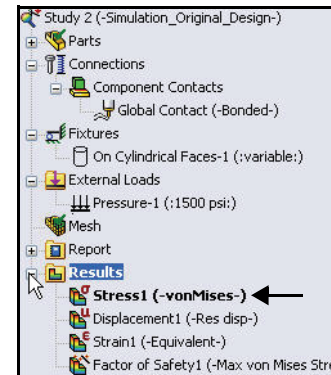 Study 2 (-Simulation_Original_Design-)
Parts
Connections
Component Contacts
Global Contact (-Bonded-)
Fixtures
On Cylindrical Faces-1 (:variable:)
External Loads
Pressure-1 (:1500 psi:)
Mesh
Report
Results
Stress1 (-vonMises-)
Displacement1 (-Res disp-)
Strain1 (-Equivalent-)
Factor of Safety1 (-Max von Mises Stre